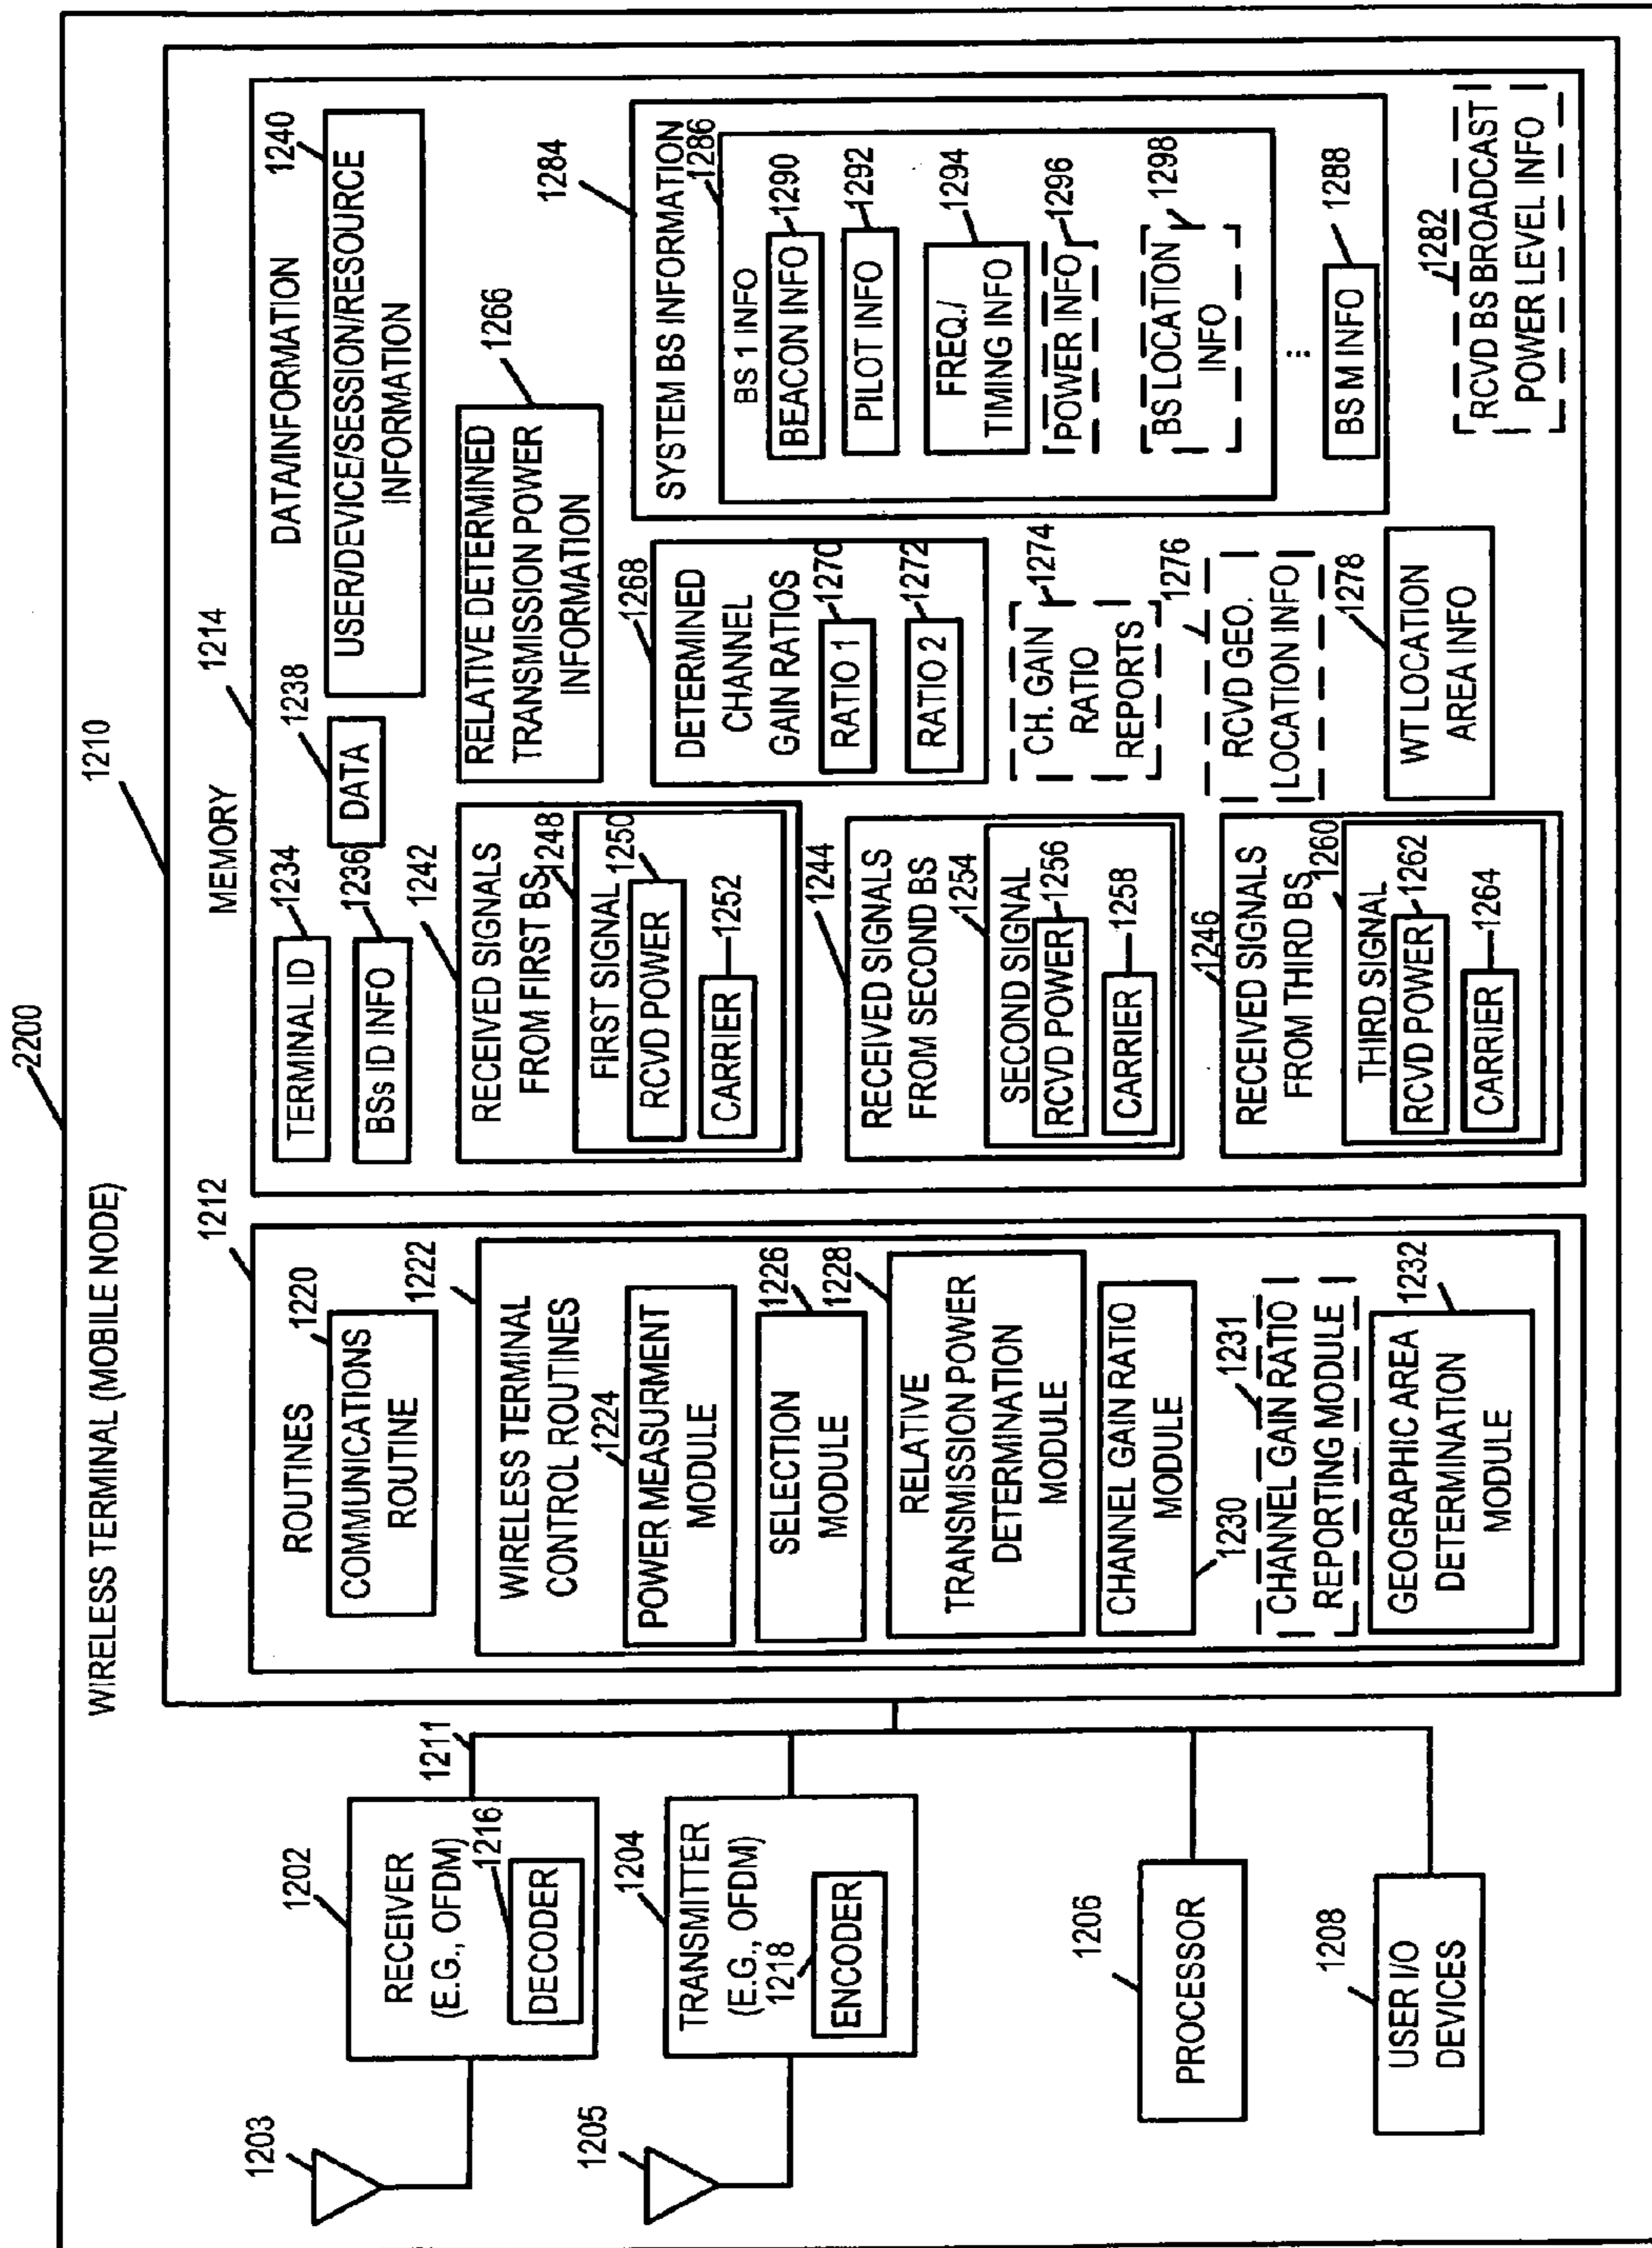 2200
WIRELESS TERMINAL (MOBILE NODE)
1210
MEMORY
1203
1202
RECEIVER
(E.G., OFDM)
1216
DECODER
1211
1205
1204
TRANSMITTER
(E.G., OFDM)
1218
ENCODER
1206
PROCESSOR
1208
USER I/O
DEVICES
1212
ROUTINES
1220
COMMUNICATIONS
ROUTINE
1222
WIRELESS TERMINAL
CONTROL ROUTINES
1224
POWER MEASURMENT
MODULE
1226
SELECTION
MODULE
1228
RELATIVE
TRANSMISSION POWER
DETERMINATION
MODULE
CHANNEL GAIN RATIO
MODULE
1230
1231
CHANNEL GAIN RATIO
REPORTING MODULE
1232
GEOGRAPHIC AREA
DETERMINATION
MODULE
1214
DATA/INFORMATION
1234
TERMINAL ID
1236
BSs ID INFO
1238
DATA
1240
USER/DEVICE/SESSION/RESOURCE
INFORMATION
1242
RECEIVED SIGNALS
FROM FIRST BS
1248
FIRST SIGNAL
1250
RCVD POWER
1252
CARRIER
1244
RECEIVED SIGNALS
FROM SECOND BS
1254
SECOND SIGNAL
1256
RCVD POWER
1258
CARRIER
1246
RECEIVED SIGNALS
FROM THIRD BS
1260
THIRD SIGNAL
1262
RCVD POWER
1264
CARRIER
1266
RELATIVE DETERMINED
TRANSMISSION POWER
INFORMATION
1268
DETERMINED
CHANNEL
GAIN RATIOS
1270
RATIO 1
1272
RATIO 2
1274
CH. GAIN
RATIO
REPORTS
1276
RCVD GEO.
LOCATION INFO
1278
WT LOCATION
AREA INFO
1284
SYSTEM BS INFORMATION
1286
BS 1 INFO
1290
BEACON INFO
1292
PILOT INFO
1294
FREQ./
TIMING INFO
1296
POWER INFO
1298
BS LOCATION
INFO
⋮
1288
BS M INFO
1282
RCVD BS BROADCAST
POWER LEVEL INFO